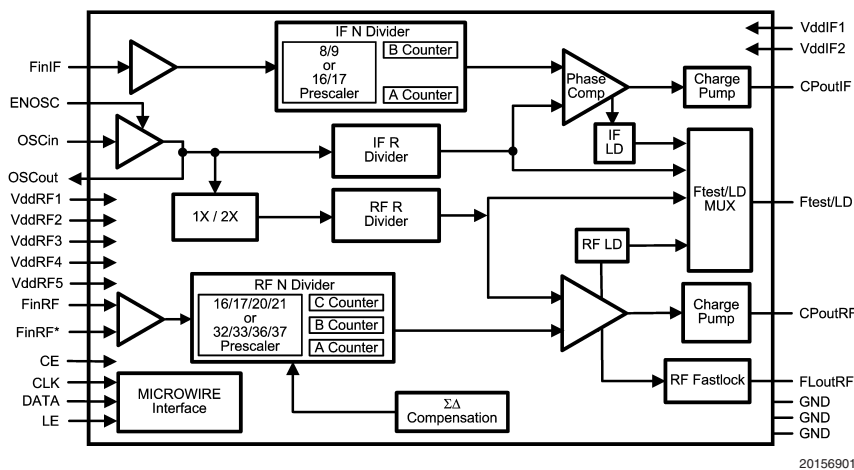 FinIF
ENOSC
OSCin
OSCout
VddRF1
VddRF2
VddRF3
VddRF4
VddRF5
FinRF
FinRF*
CE
CLK
DATA
LE
IF N Divider
8/9
or
16/17
Prescaler
B Counter
A Counter
Phase
Comp
Charge
Pump
IF
LD
IF R
Divider
1X / 2X
RF R
Divider
Ftest/LD
MUX
RF LD
RF N Divider
16/17/20/21
or
32/33/36/37
Prescaler
C Counter
B Counter
A Counter
Charge
Pump
RF Fastlock
MICROWIRE
Interface
ΣΔ
Compensation
VddIF1
VddIF2
CPoutIF
Ftest/LD
CPoutRF
FLoutRF
GND
GND
GND
20156901